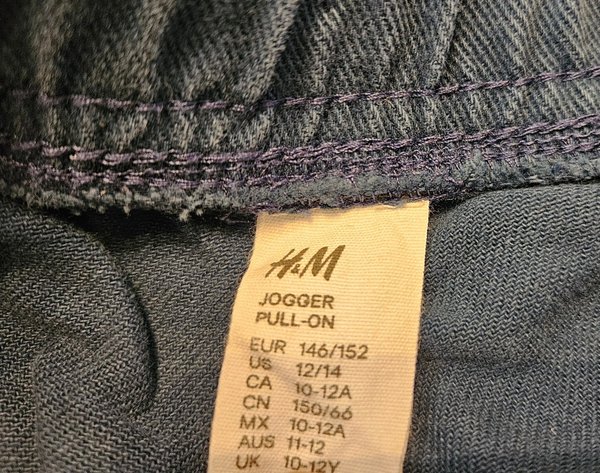 H&M
JOGGER
PULL-ON
EUR 146/152
US 12/14
CA 10-12A
CN 150/66
MX 10-12A
AUS 11-12
UK 10-12Y